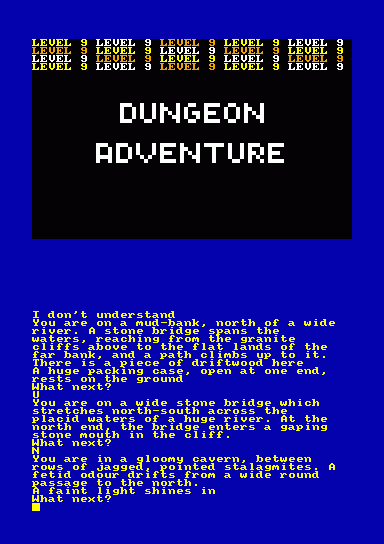 LEVEL 9 LEVEL 9 LEVEL 9 LEVEL 9 LEVEL 9
LEVEL 9 LEVEL 9 LEVEL 9 LEVEL 9 LEVEL 9
LEVEL 9 LEVEL 9 LEVEL 9 LEVEL 9 LEVEL 9
LEVEL 9 LEVEL 9 LEVEL 9 LEVEL 9 LEVEL 9
DUNGEON
ADVENTURE
I don't understand
You are on a mud-bank, north of a wide
river. A stone bridge spans the
waters, reaching from the granite
cliffs above to the flat lands of the
far bank, and a path climbs up to it.
There is a piece of driftwood here
A huge packing case, open at one end,
rests on the ground
What next?
U
You are on a wide stone bridge which
stretches north-south across the
placid waters of a huge river. At the
north end, the bridge enters a gaping
stone mouth in the cliff.
What next?
N
You are in a gloomy cavern, between
rows of jagged, pointed stalagmites. A
fetid odour drifts from a wide round
passage to the north.
A faint light shines in
What next?